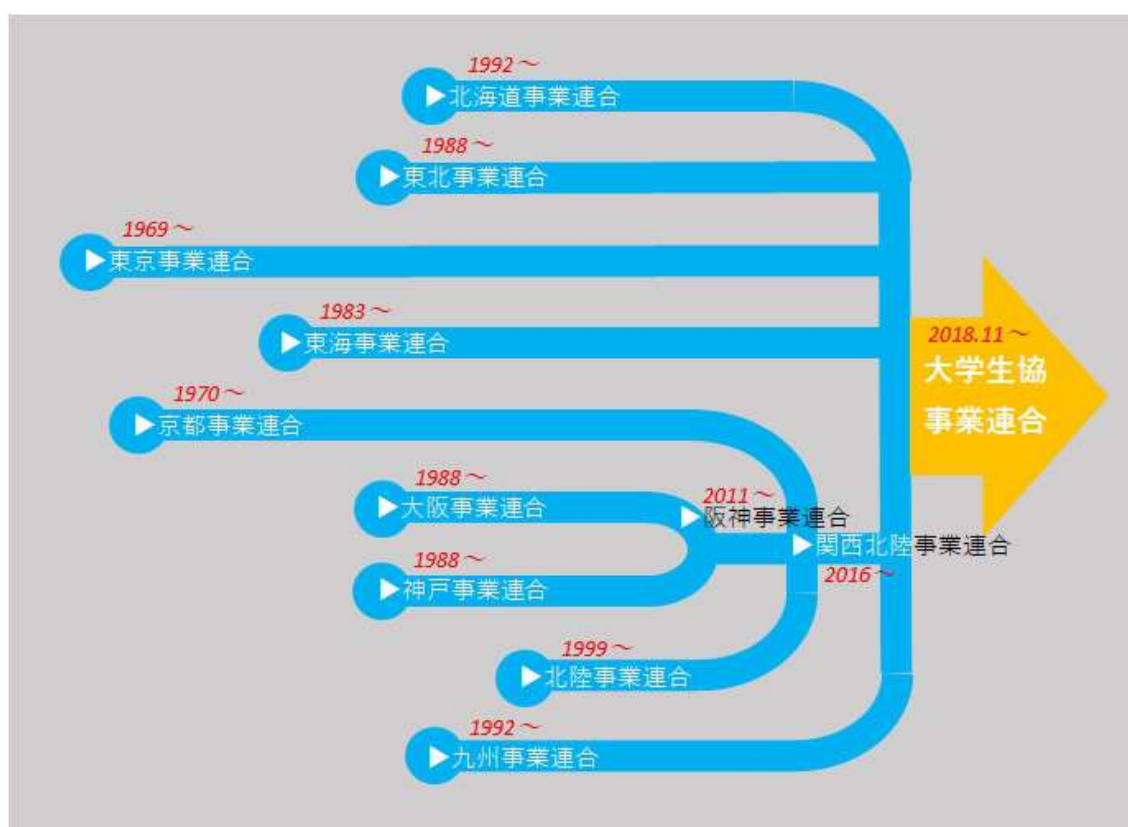 1992～
▶北海道事業連合
1988～
▶東北事業連合
1969～
▶東京事業連合
1983～
▶東海事業連合
2018.11～
大学生協
事業連合
1970～
▶京都事業連合
1988～
▶大阪事業連合
2011～
▶阪神事業連合
▶関西北陸事業連合
2016～
1988～
▶神戸事業連合
1999～
▶北陸事業連合
1992～
▶九州事業連合